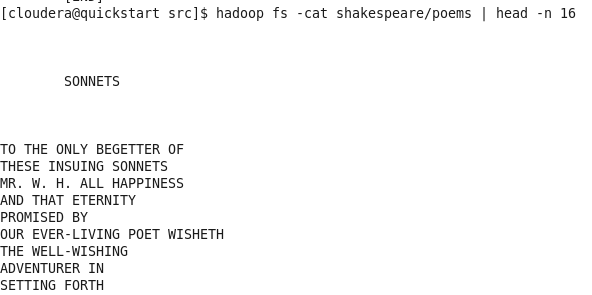 [cloudera@quickstart src]$ hadoop fs -cat shakespeare/poems | head -n 16
SONNETS
TO THE ONLY BEGETTER OF
THESE INSUING SONNETS
MR. W. H. ALL HAPPINESS
AND THAT ETERNITY
PROMISED BY
OUR EVER-LIVING POET WISHETH
THE WELL-WISHING
ADVENTURER IN
SETTING FORTH